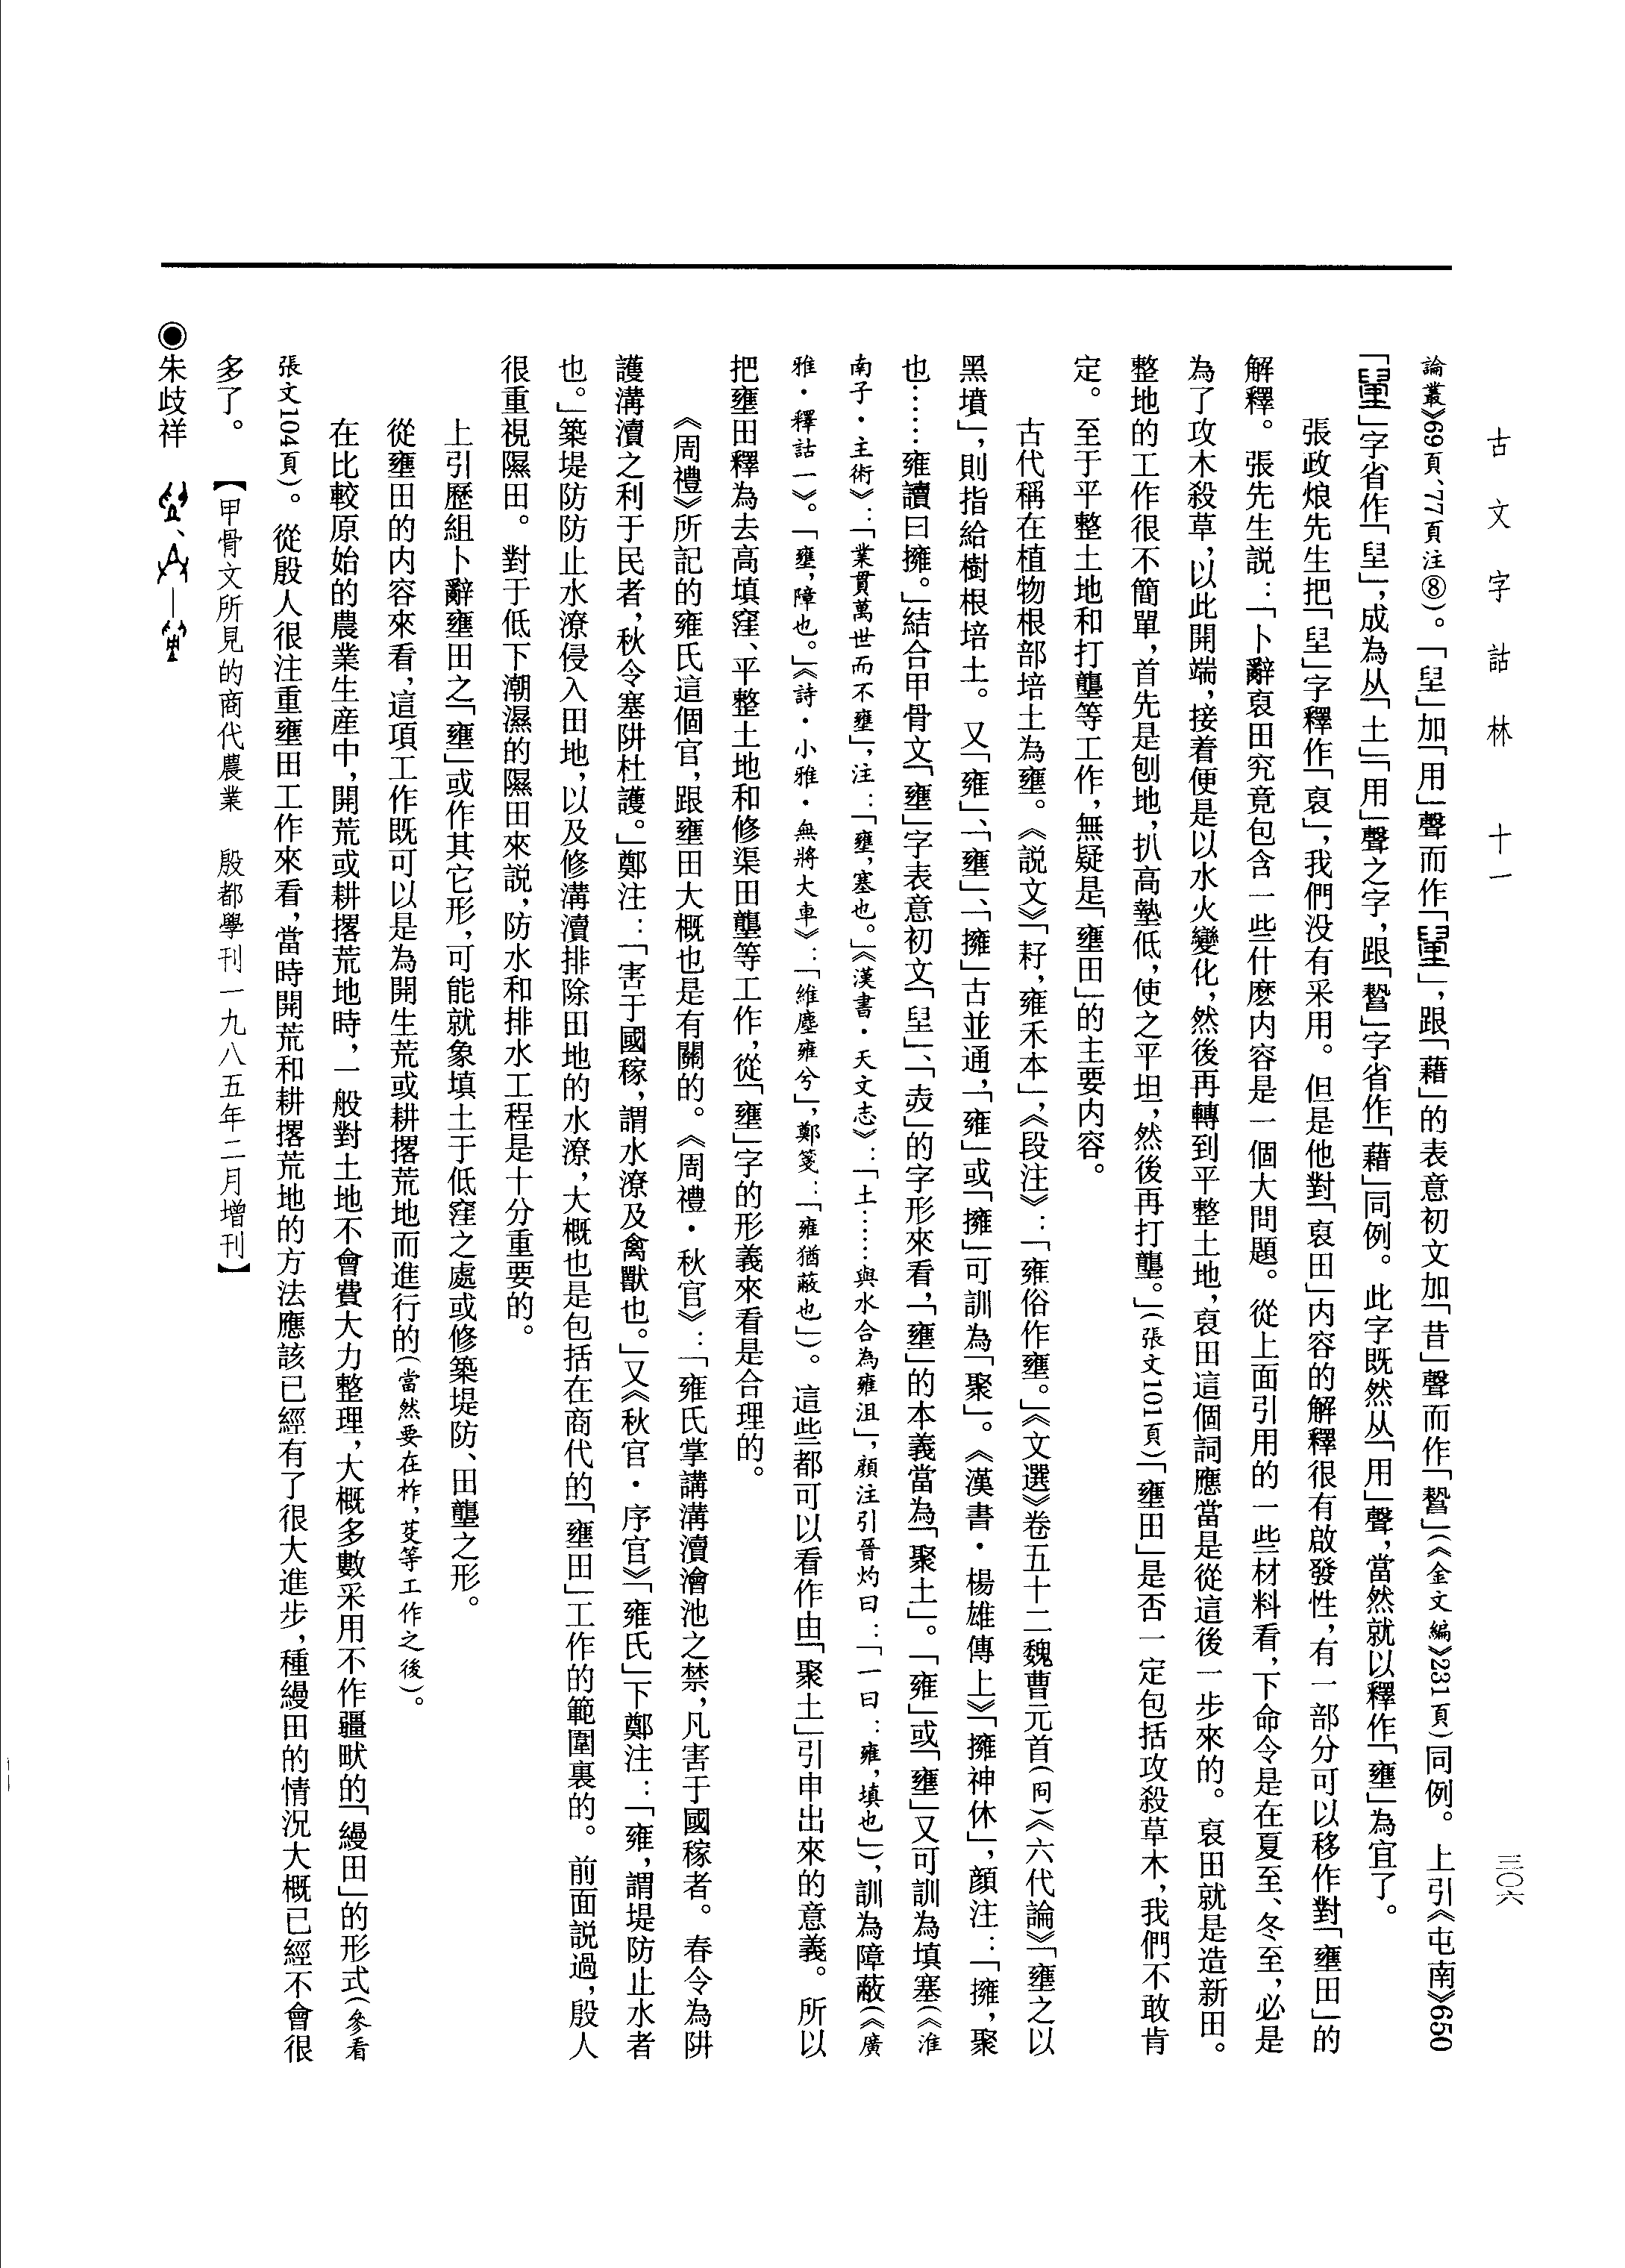 古文字詁林　十一
三〇六
論叢》69頁、77頁注⑧)。「𦥑」加「用」聲而作「」，跟「藉」的表意初文加「昔」聲而作「」(《金文編》231頁)同例。上引《屯南》650
「」字省作「」，成為从「土」「用」聲之字，跟「」字省作「藉」同例。此字既然从「用」聲，當然就以釋作「壅」為宜了。
張政烺先生把「」字釋作「裒」，我們没有采用。但是他對「裒田」内容的解釋很有啟發性，有一部分可以移作對「壅田」的
解釋。張先生説：「卜辭裒田究竟包含一些什麽内容是一個大問題。從上面引用的一些材料看，下命令是在夏至、冬至，必是
為了攻木殺草，以此開端，接着便是以水火變化，然後再轉到平整土地，裒田這個詞應當是從這後一步來的。裒田就是造新田。
整地的工作很不簡單，首先是刨地，扒高墊低，使之平坦，然後再打壟。」(張文101頁)「壅田」是否一定包括攻殺草木，我們不敢肯
定。至于平整土地和打壟等工作，無疑是「壅田」的主要内容。
古代稱在植物根部培土為壅。《説文》「耔，雍禾本」，《段注》：「雍俗作壅。」《文選》卷五十二魏曹元首(冏)《六代論》「壅之以
黑墳」，則指給樹根培土。又「雍」、「壅」、「擁」古並通，「雍」或「擁」可訓為「聚」。《漢書·楊雄傳上》「擁神休」，顔注：「擁，聚
也……雍讀曰擁。」結合甲骨文「壅」字表意初文「」、「」的字形來看，「壅」的本義當為「聚土」。「雍」或「壅」又可訓為填塞(《淮
南子·主術》：「業貫萬世而不壅」，注：「壅，塞也。」《漢書·天文志》：「土……與水合為雍沮」，顔注引晉灼曰：「一曰：雍，填也」)，訓為障蔽(《廣
雅·釋詁一》。「壅，障也。」《詩·小雅·無將大車》：「維塵雍兮」，鄭箋：「雍猶蔽也」)。這些都可以看作由「聚土」引申出來的意義。所以
把壅田釋為去高填窪、平整土地和修渠田壟等工作，從「壅」字的形義來看是合理的。
《周禮》所記的雍氏這個官，跟壅田大概也是有關的。《周禮·秋官》：「雍氏掌講溝瀆澮池之禁，凡害于國稼者。春令為阱
護溝瀆之利于民者，秋令塞阱杜護。」鄭注：「害于國稼，謂水潦及禽獸也。」又《秋官·序官》「雍氏」下鄭注：「雍，謂堤防止水者
也。」築堤防防止水潦侵入田地，以及修溝瀆排除田地的水潦，大概也是包括在商代的「壅田」工作的範圍裏的。前面説過，殷人
很重視隰田。對于低下潮濕的隰田來説，防水和排水工程是十分重要的。
上引歷組卜辭壅田之「壅」或作其它形，可能就象填土于低窪之處或修築堤防、田壟之形。
從壅田的内容來看，這項工作既可以是為開生荒或耕撂荒地而進行的(當然要在柞，芟等工作之後)。
在比較原始的農業生産中，開荒或耕撂荒地時，一般對土地不會費大力整理，大概多數采用不作疆畎的「縵田」的形式(參看
張文104頁)。從殷人很注重壅田工作來看，當時開荒和耕撂荒地的方法應該已經有了很大進步，種縵田的情況大概已經不會很
多了。【甲骨文所見的商代農業　殷都學刊一九八五年二月增刊】
◉朱歧祥